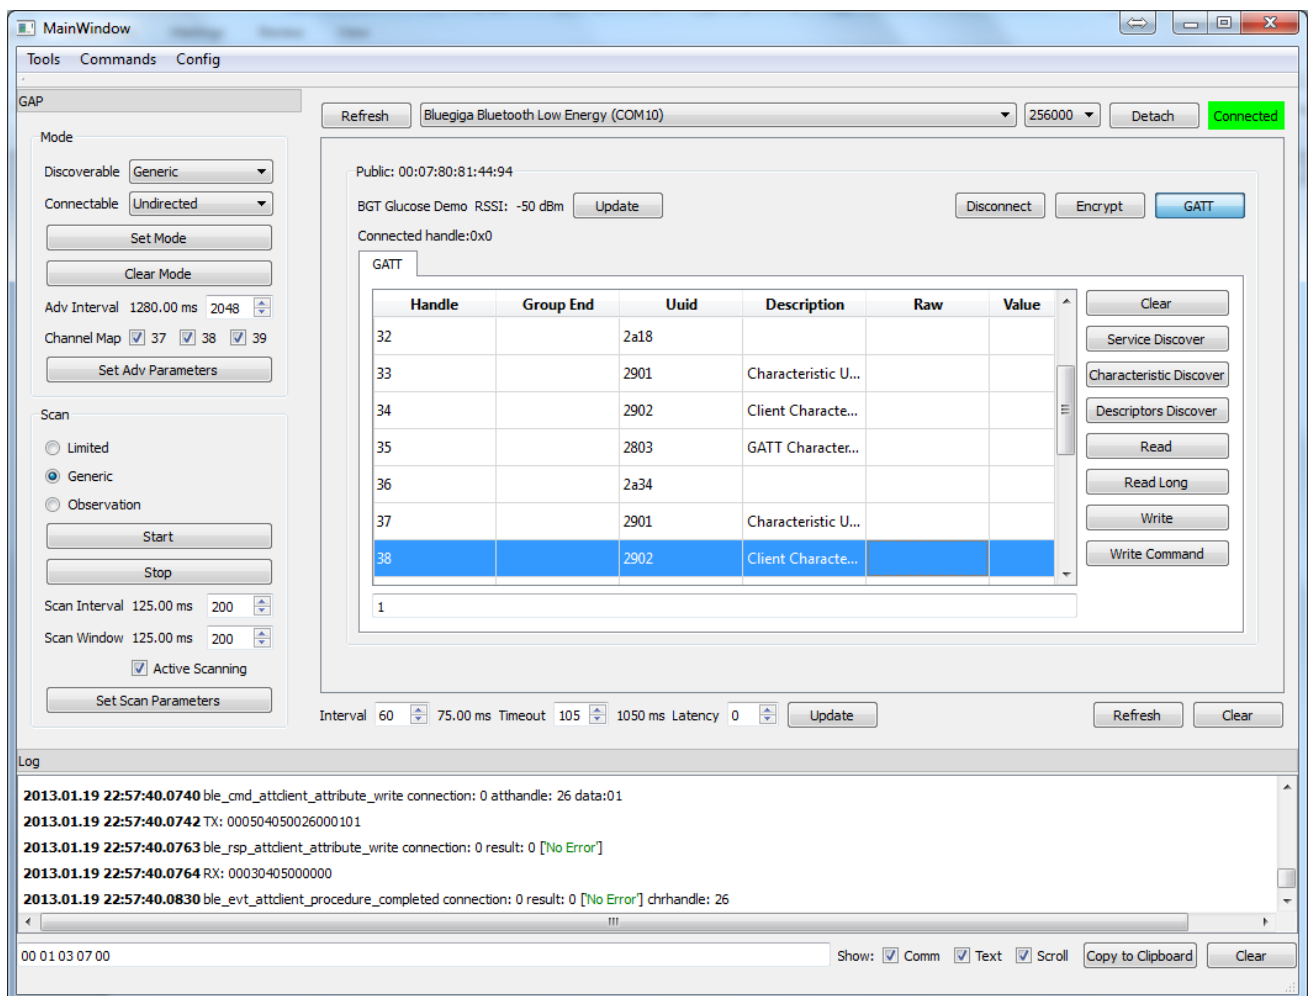 MainWindow
Tools Commands Config
GAP
Mode
Discoverable Generic
Connectable Undirected
Set Mode
Clear Mode
Adv Interval 1280.00 ms 2048
Channel Map 37 38 39
Set Adv Parameters
Scan
Limited
Generic
Observation
Start
Stop
Scan Interval 125.00 ms 200
Scan Window 125.00 ms 200
Active Scanning
Set Scan Parameters
Refresh Bluegiga Bluetooth Low Energy (COM10) 256000 Detach Connected
Public: 00:07:80:81:44:94
BGT Glucose Demo RSSI: -50 dBm Update Disconnect Encrypt GATT
Connected handle:0x0
GATT
Handle Group End Uuid Description Raw Value
32 2a18
33 2901 Characteristic U...
34 2902 Client Characte...
35 2803 GATT Character...
36 2a34
37 2901 Characteristic U...
38 2902 Client Characte...
1
Clear
Service Discover
Characteristic Discover
Descriptors Discover
Read
Read Long
Write
Write Command
Interval 60 75.00 ms Timeout 105 1050 ms Latency 0 Update Refresh Clear
Log
2013.01.19 22:57:40.0740 ble_cmd_attclient_attribute_write connection: 0 atthandle: 26 data:01
2013.01.19 22:57:40.0742 TX: 000504050026000101
2013.01.19 22:57:40.0763 ble_rsp_attclient_attribute_write connection: 0 result: 0 ['No Error']
2013.01.19 22:57:40.0764 RX: 00030405000000
2013.01.19 22:57:40.0830 ble_evt_attclient_procedure_completed connection: 0 result: 0 ['No Error'] chrhandle: 26
00 01 03 07 00 Show: Comm Text Scroll Copy to Clipboard Clear